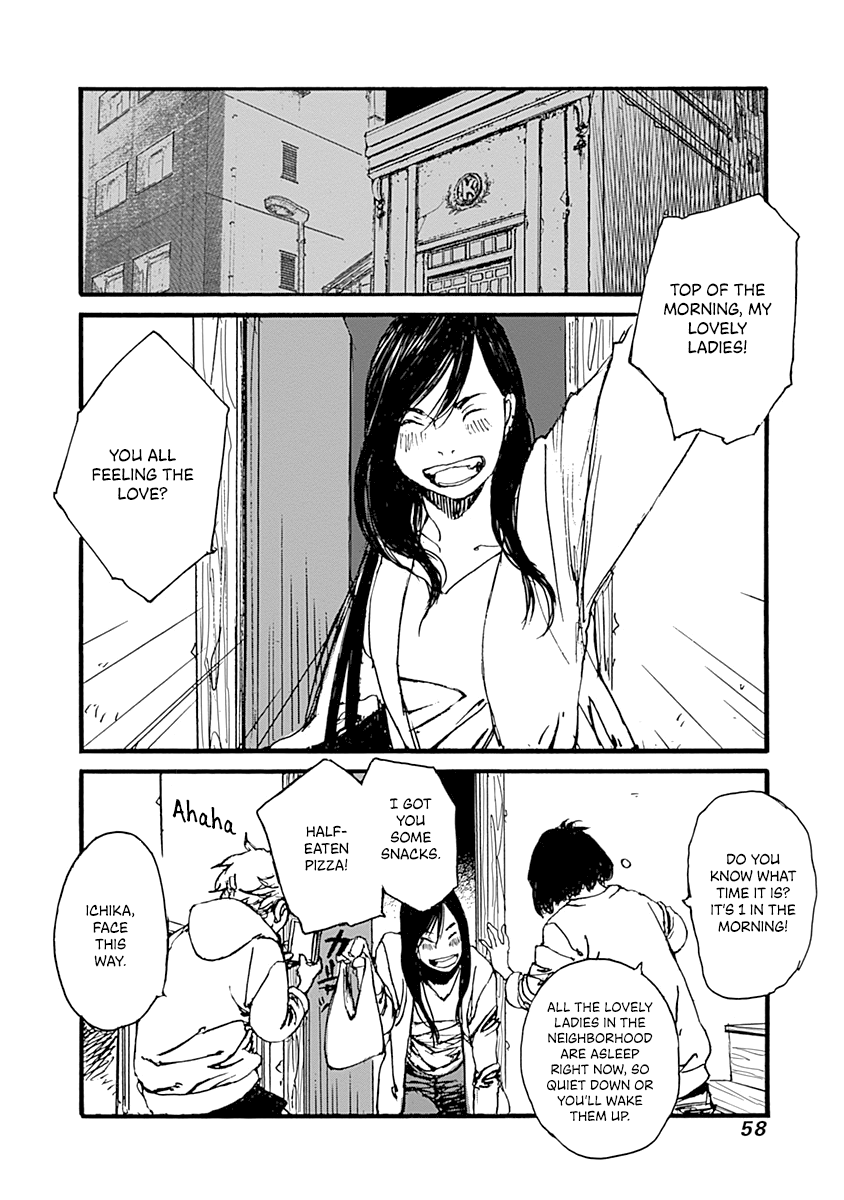 TOP OF THE
MORNING, MY
LOVELY
LADIES!
YOU ALL
FEELING THE
LOVE?
DO YOU
KNOW WHAT
TIME IT IS?
IT'S 1 IN THE
MORNING!
I GOT
YOU
SOME
SNACKS.
HALF-
EATEN
PIZZA!
Ahaha
ICHIKA,
FACE
THIS
WAY.
ALL THE LOVELY
LADIES IN THE
NEIGHBORHOOD
ARE ASLEEP
RIGHT NOW, SO
QUIET DOWN OR
YOU'LL WAKE
THEM UP.
58